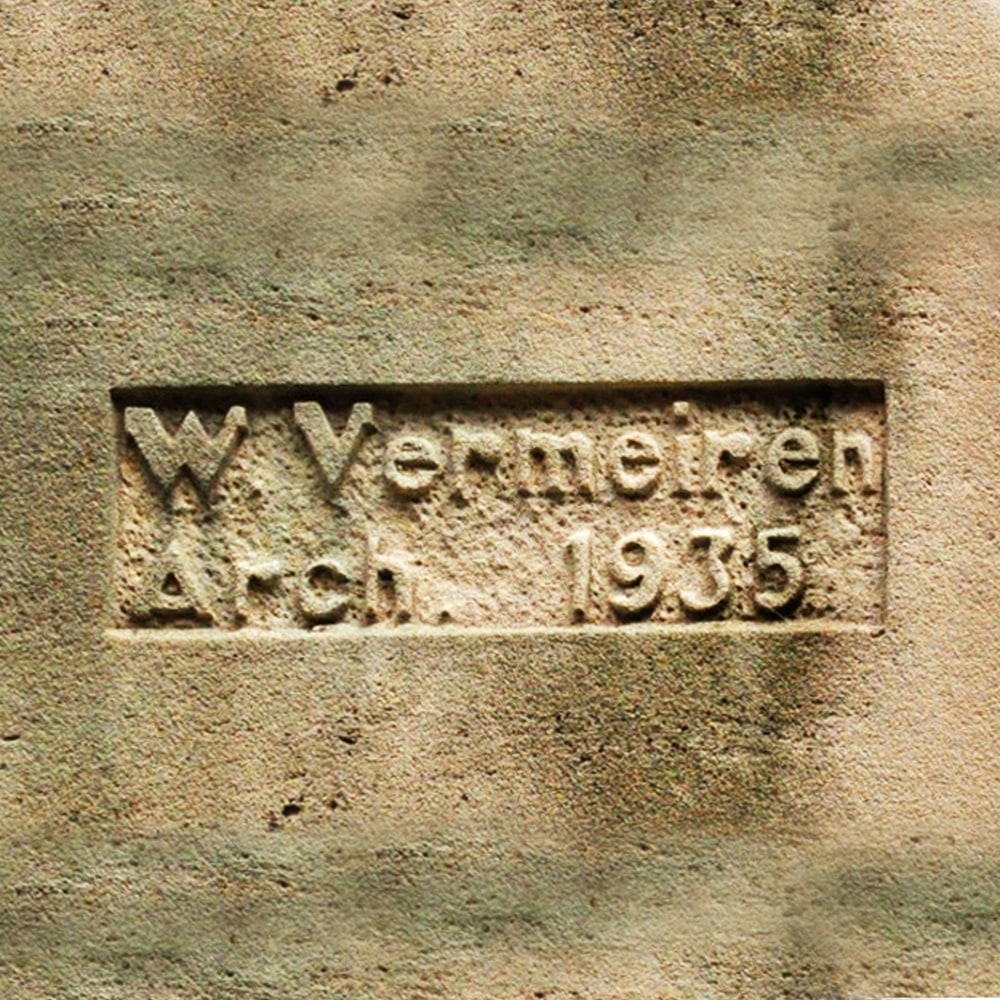 W Vermeiren
Arch. 1935